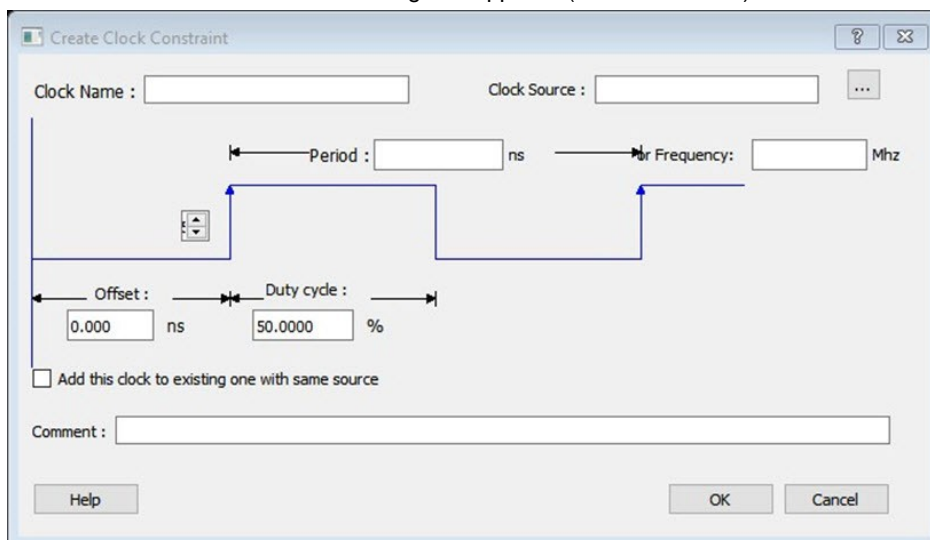 Create Clock Constraint
Clock Name : Clock Source : ...
Period : ns or Frequency: Mhz
Offset : Duty cycle :
0.000 ns 50.0000 %
Add this clock to existing one with same source
Comment :
Help OK Cancel